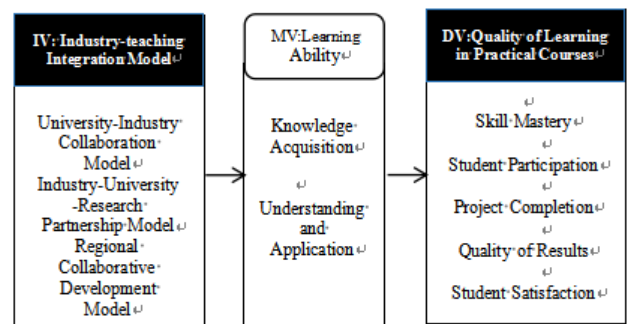 IV: Industry-teaching
Integration Model
University-Industry
Collaboration
Model
Industry-University
-Research
Partnership Model
Regional
Collaborative
Development
Model
MV:Learning
Ability
Knowledge
Acquisition
Understanding
and
Application
DV:Quality of Learning
in Practical Courses
Skill Mastery
Student Participation
Project Completion
Quality of Results
Student Satisfaction